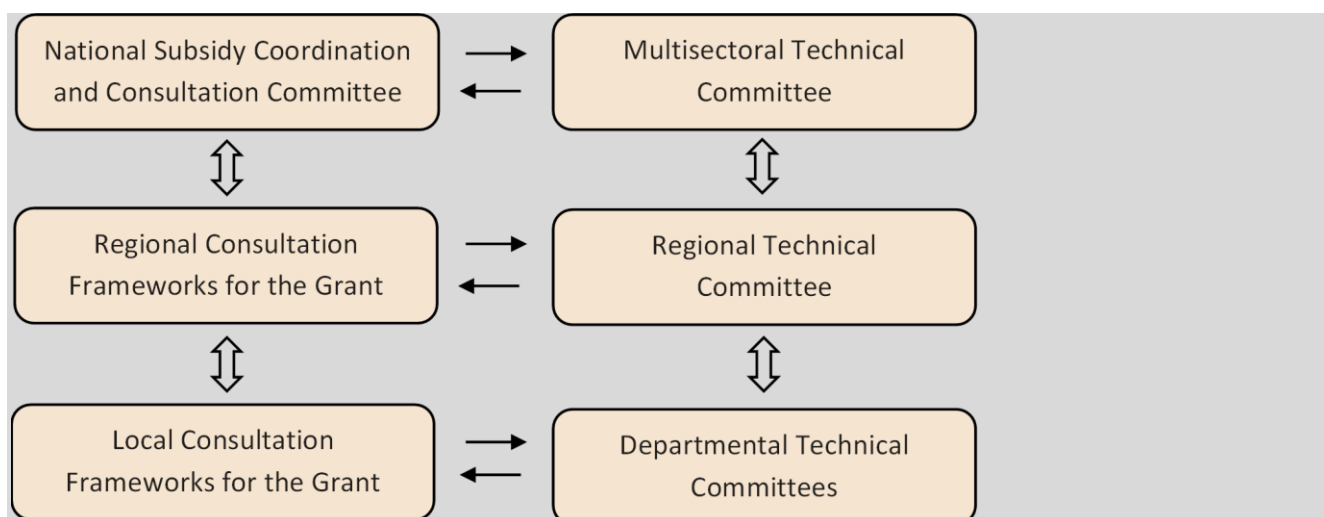 National Subsidy Coordination
and Consultation Committee
Multisectoral Technical
Committee
Regional Consultation
Frameworks for the Grant
Regional Technical
Committee
Local Consultation
Frameworks for the Grant
Departmental Technical
Committees